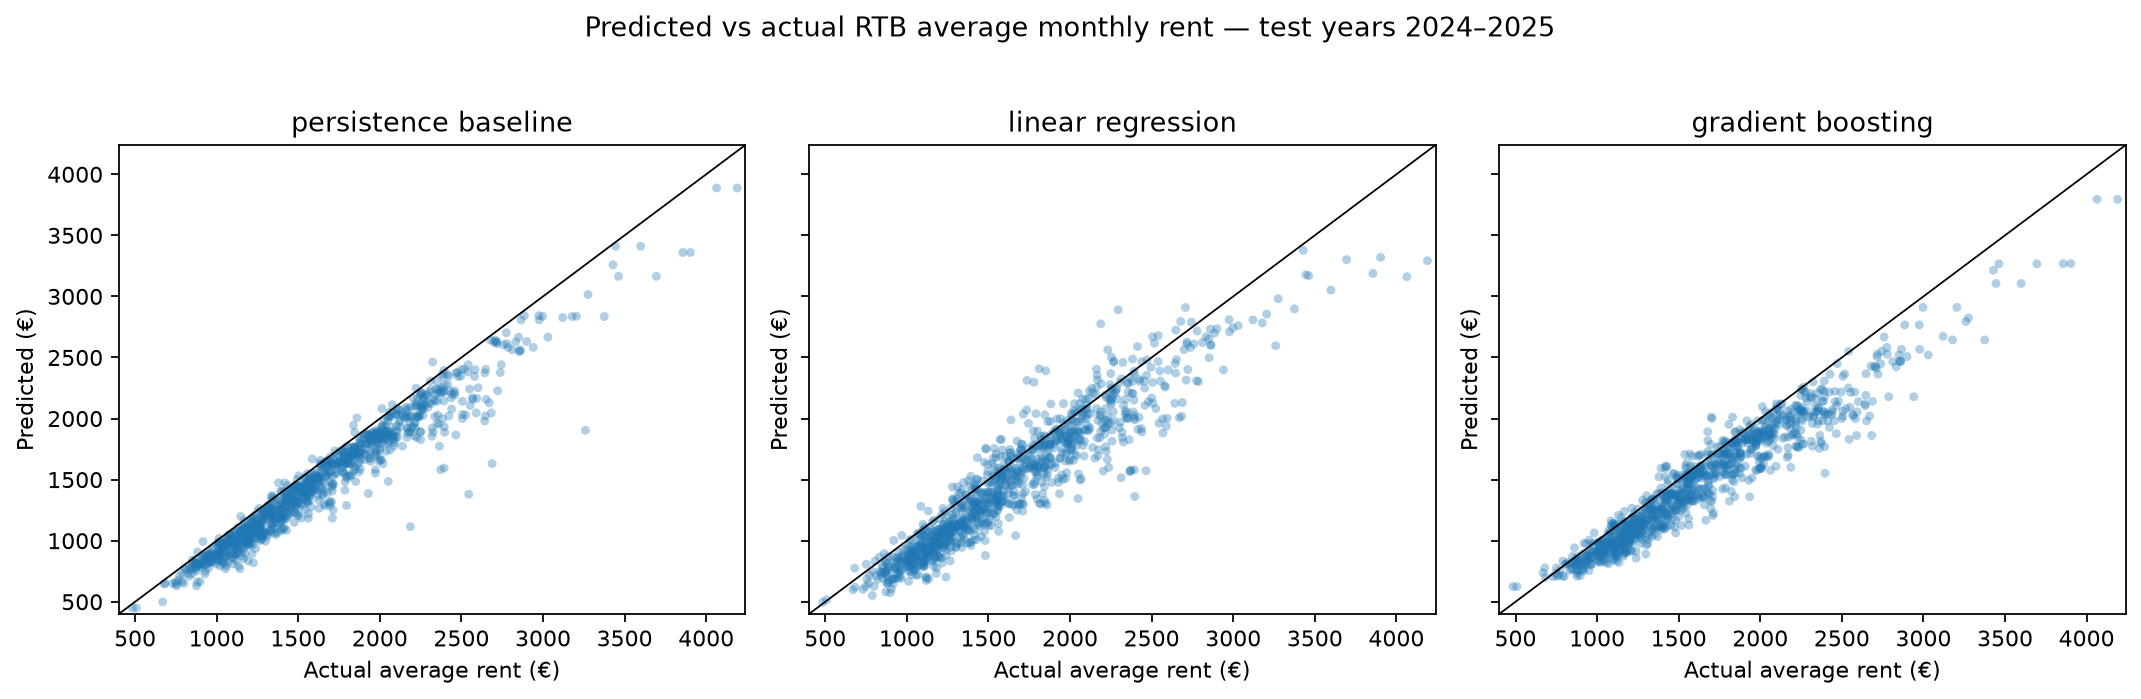 Predicted vs actual RTB average monthly rent — test years 2024–2025
persistence baseline
4000
3500
3000
2500
2000
1500
1000
500
Predicted (€)
500 1000 1500 2000 2500 3000 3500 4000
Actual average rent (€)
linear regression
Predicted (€)
500 1000 1500 2000 2500 3000 3500 4000
Actual average rent (€)
gradient boosting
Predicted (€)
500 1000 1500 2000 2500 3000 3500 4000
Actual average rent (€)